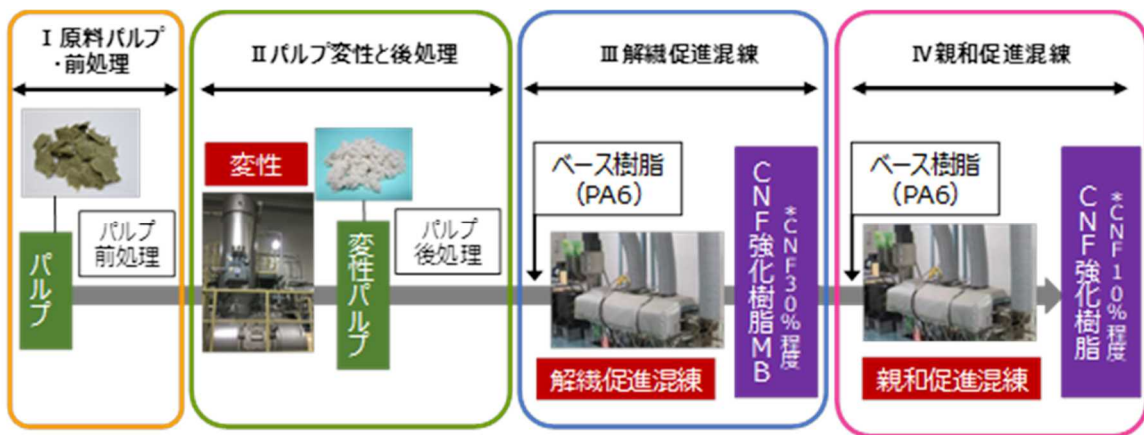 Ⅰ原料パルプ
・前処理
Ⅱパルプ変性と後処理
Ⅲ解繊促進混練
Ⅳ親和促進混練
パルプ
パルプ
前処理
変性
変性パルプ
パルプ
後処理
ベース樹脂
(PA6)
解繊促進混練
CNF強化樹脂MB
*CNF30%程度
ベース樹脂
(PA6)
親和促進混練
CNF強化樹脂
*CNF10%程度